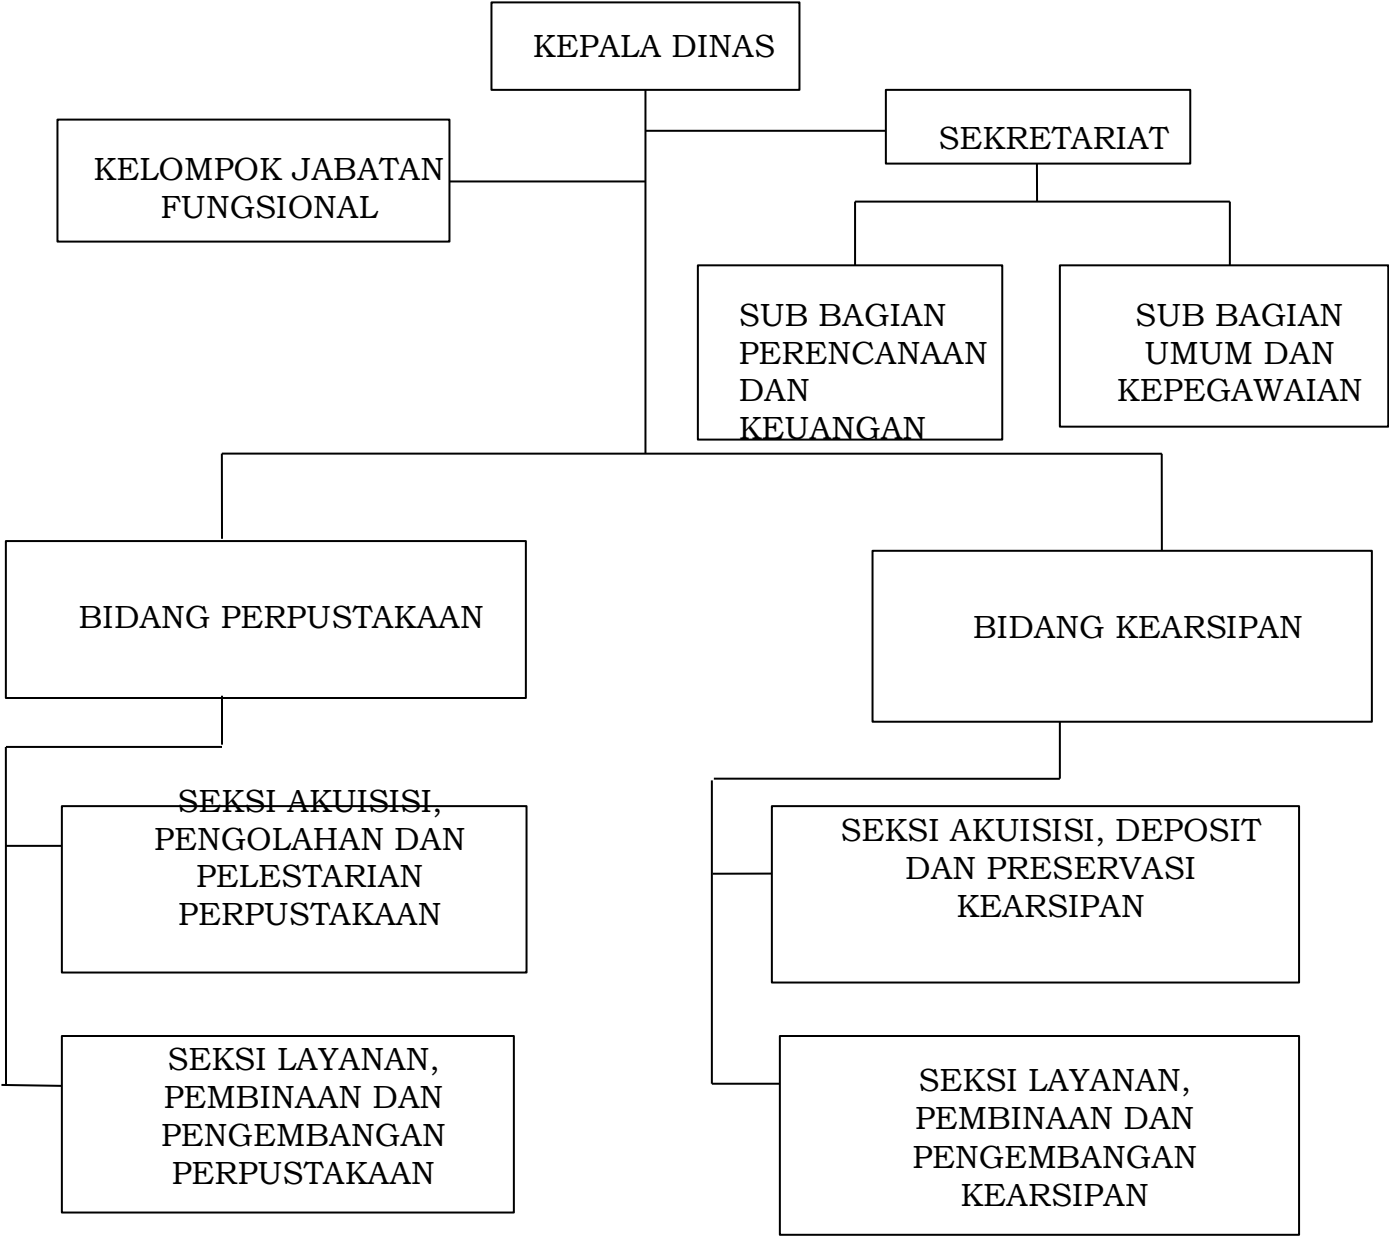 KEPALA DINAS
SEKRETARIAT
KELOMPOK JABATAN
FUNGSIONAL
SUB BAGIAN
PERENCANAAN
DAN
KEUANGAN
SUB BAGIAN
UMUM DAN
KEPEGAWAIAN
BIDANG PERPUSTAKAAN
BIDANG KEARSIPAN
SEKSI AKUISISI,
PENGOLAHAN DAN
PELESTARIAN
PERPUSTAKAAN
SEKSI AKUISISI, DEPOSIT
DAN PRESERVASI
KEARSIPAN
SEKSI LAYANAN,
PEMBINAAN DAN
PENGEMBANGAN
PERPUSTAKAAN
SEKSI LAYANAN,
PEMBINAAN DAN
PENGEMBANGAN
KEARSIPAN